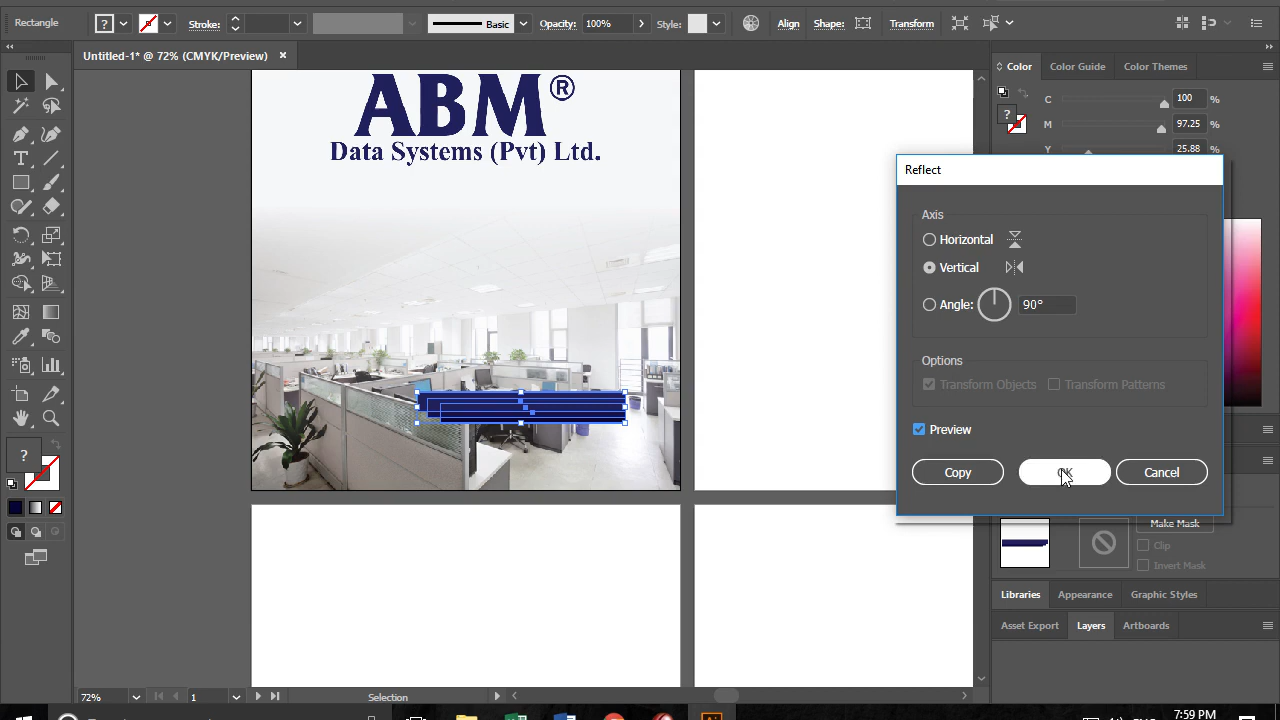 Rectangle
?
Stroke:
Basic
Opacity:
100%
Style:
Align
Shape:
Transform
Untitled-1* @ 72% (CMYK/Preview)
×
Color
Color Guide
Color Themes
C
100
%
M
97.25
%
Y
25.88
%
?
ABM®
Data Systems (Pvt) Ltd.
Reflect
Axis
Horizontal
Vertical
Angle:
90°
Options
Transform Objects
Transform Patterns
Preview
Copy
OK
Cancel
?
Make Mask
Clip
Invert Mask
Libraries
Appearance
Graphic Styles
Asset Export
Layers
Artboards
72%
1
Selection
7:59 PM